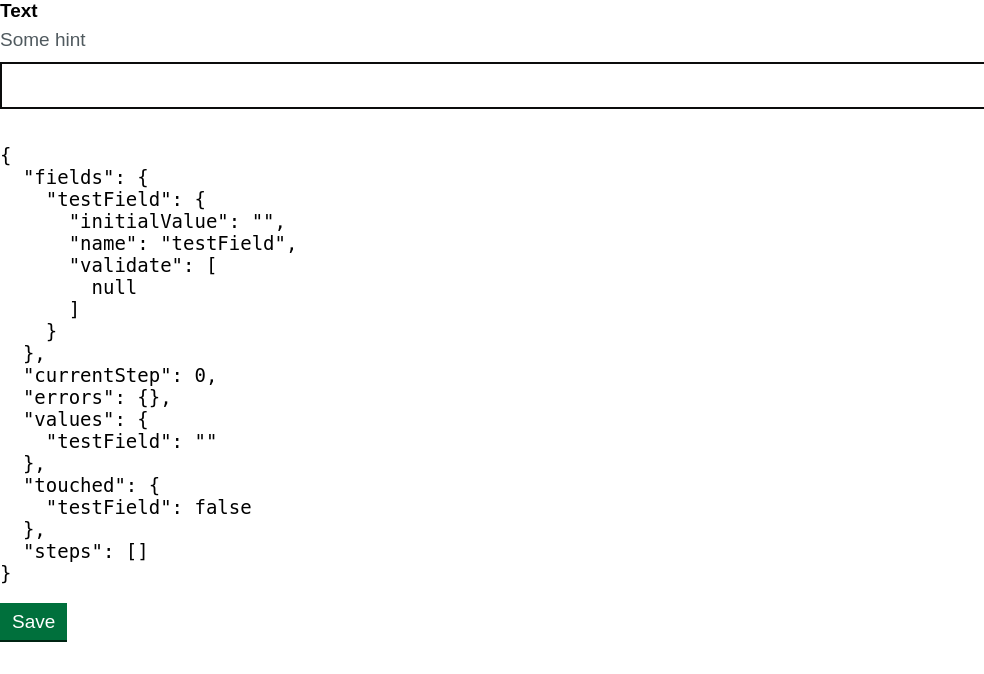 Text
Some hint
{
  "fields": {
    "testField": {
      "initialValue": "",
      "name": "testField",
      "validate": [
        null
      ]
    }
  },
  "currentStep": 0,
  "errors": {},
  "values": {
    "testField": ""
  },
  "touched": {
    "testField": false
  },
  "steps": []
}
Save